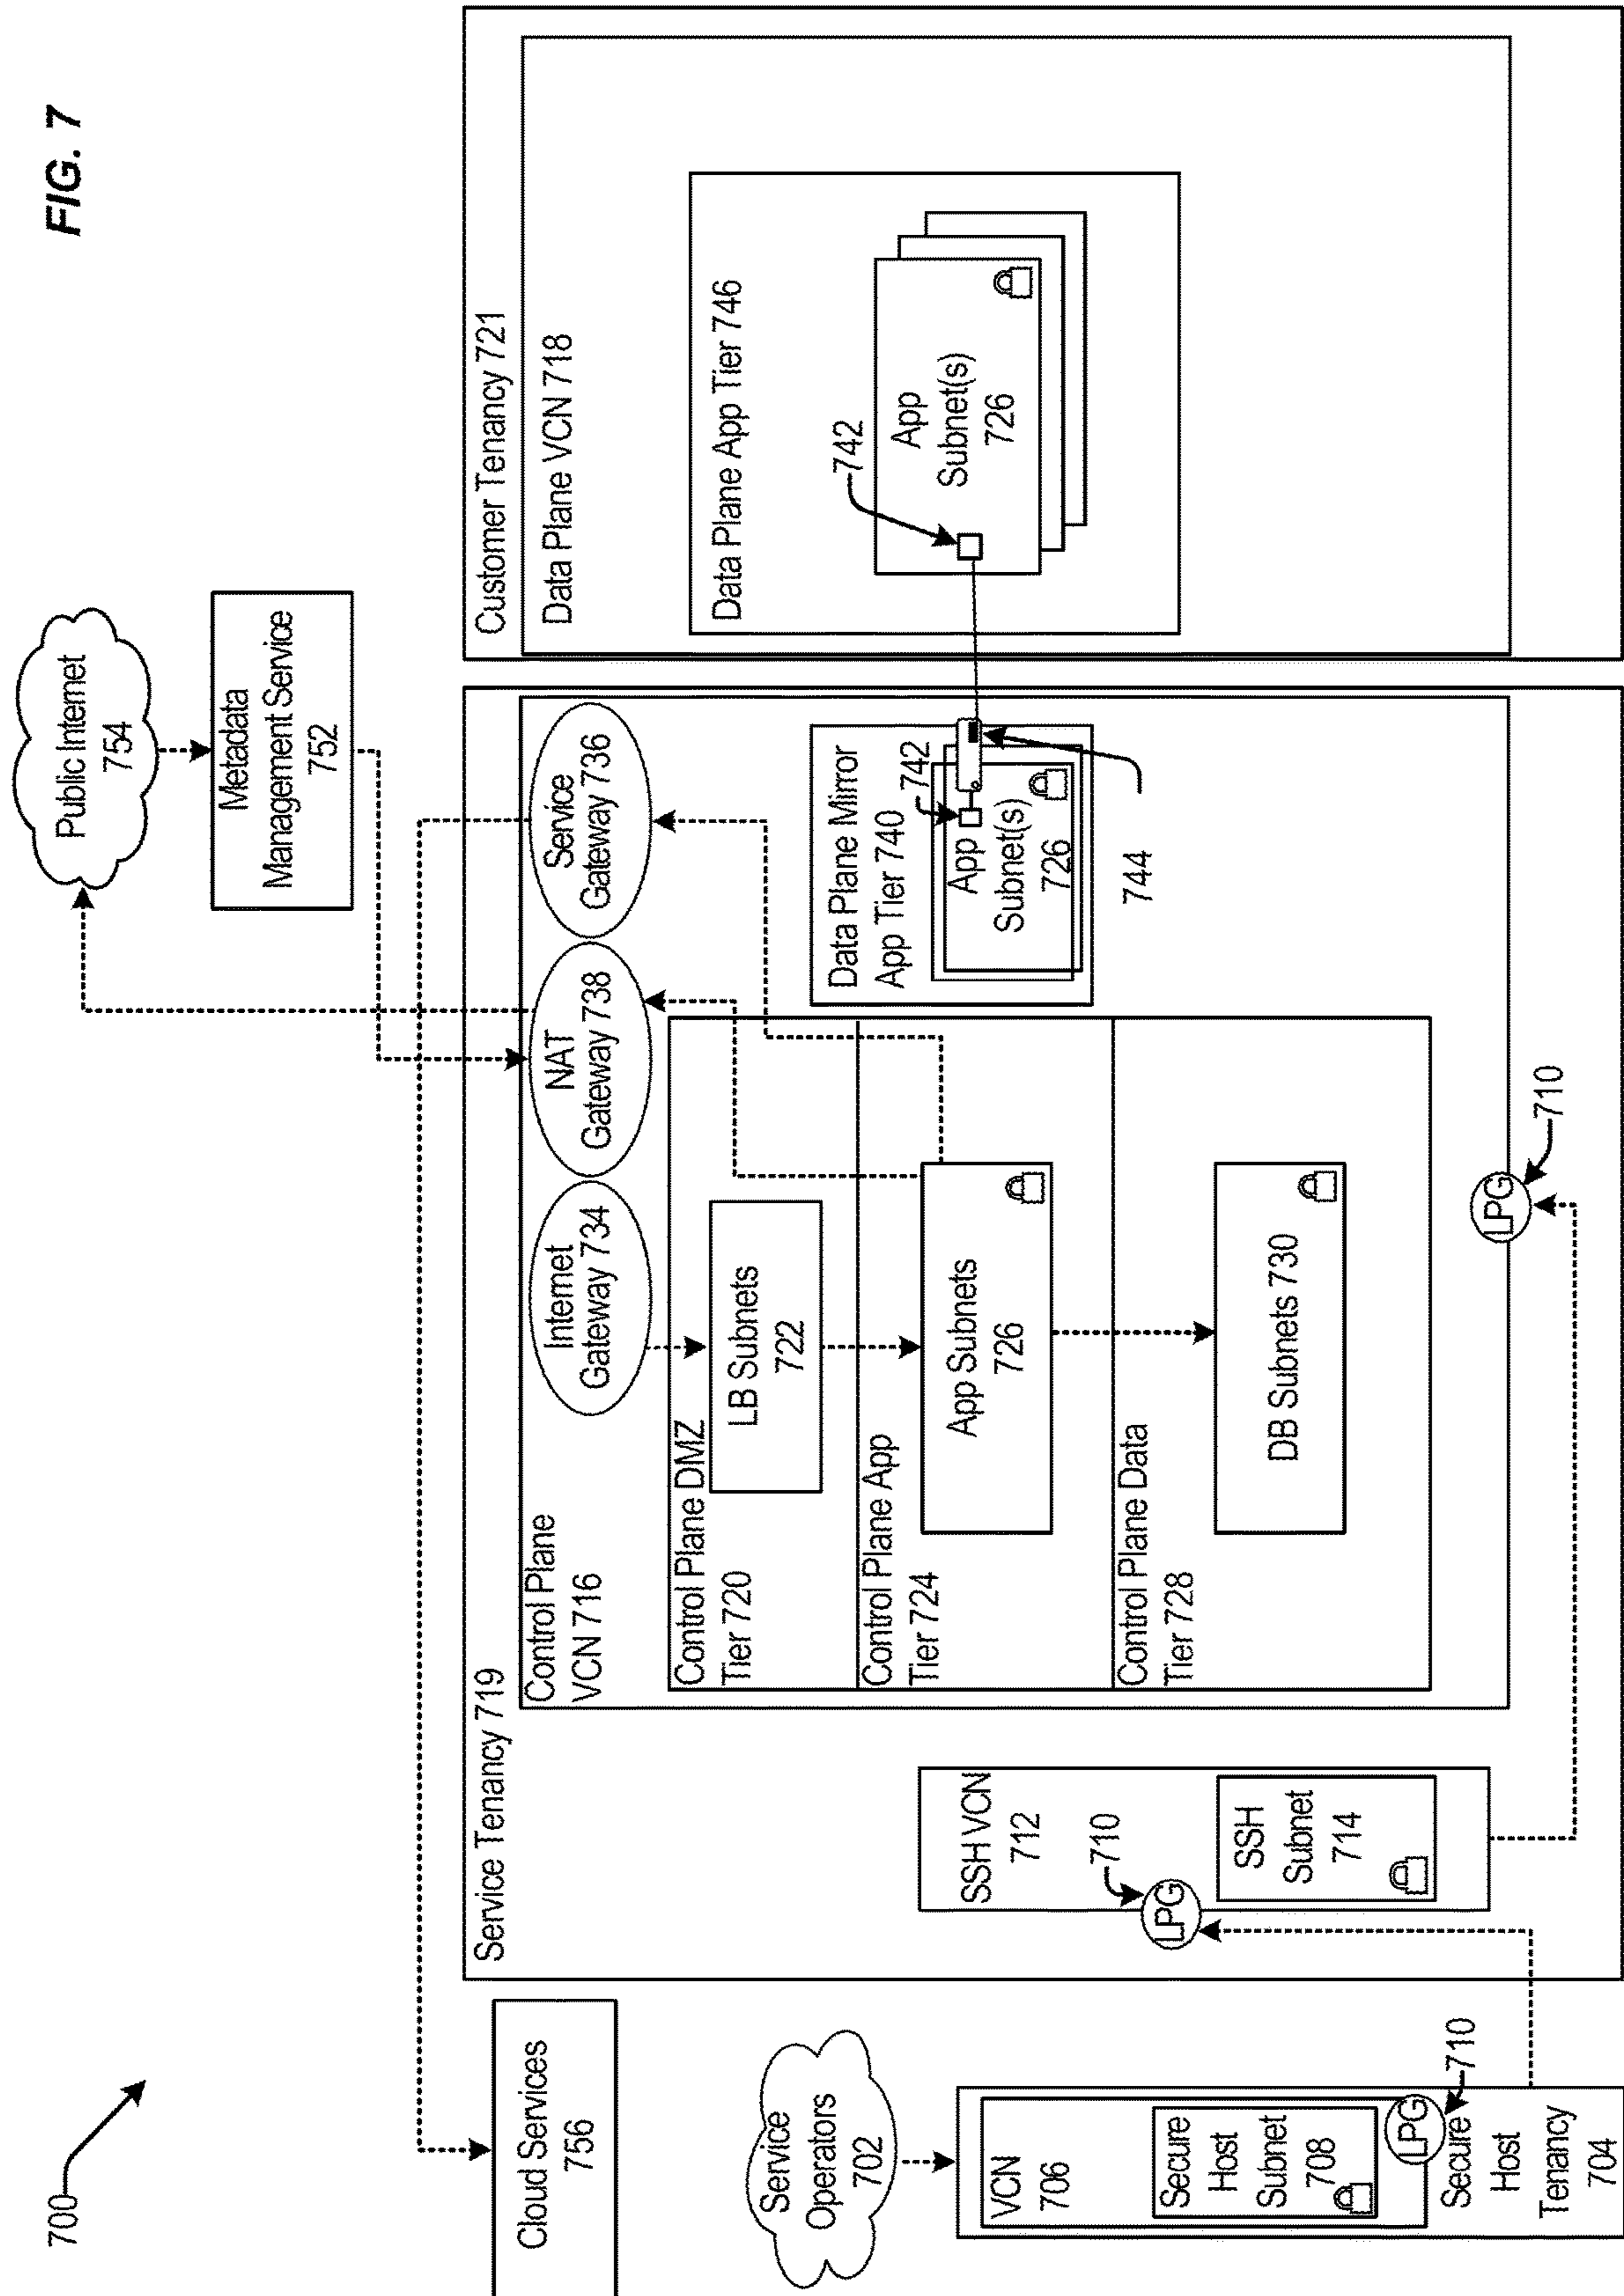 FIG. 7
700
Public Internet
754
Metadata
Management Service
752
Cloud Services
756
Service
Operators
702
VCN
706
Secure
Host
Subnet
708
LPG
710
Secure
Host
Tenancy
704
Service Tenancy 719
SSH VCN
712
710
LPG
SSH
Subnet
714
Control Plane
VCN 716
Internet
Gateway 734
NAT
Gateway 738
Service
Gateway 736
Control Plane DMZ
Tier 720
LB Subnets
722
Control Plane App
Tier 724
App Subnets
726
Control Plane Data
Tier 728
DB Subnets 730
LPG
710
Data Plane Mirror
App Tier 740
742
App
Subnet(s)
726
744
Customer Tenancy 721
Data Plane VCN 718
Data Plane App Tier 746
742
App
Subnet(s)
726